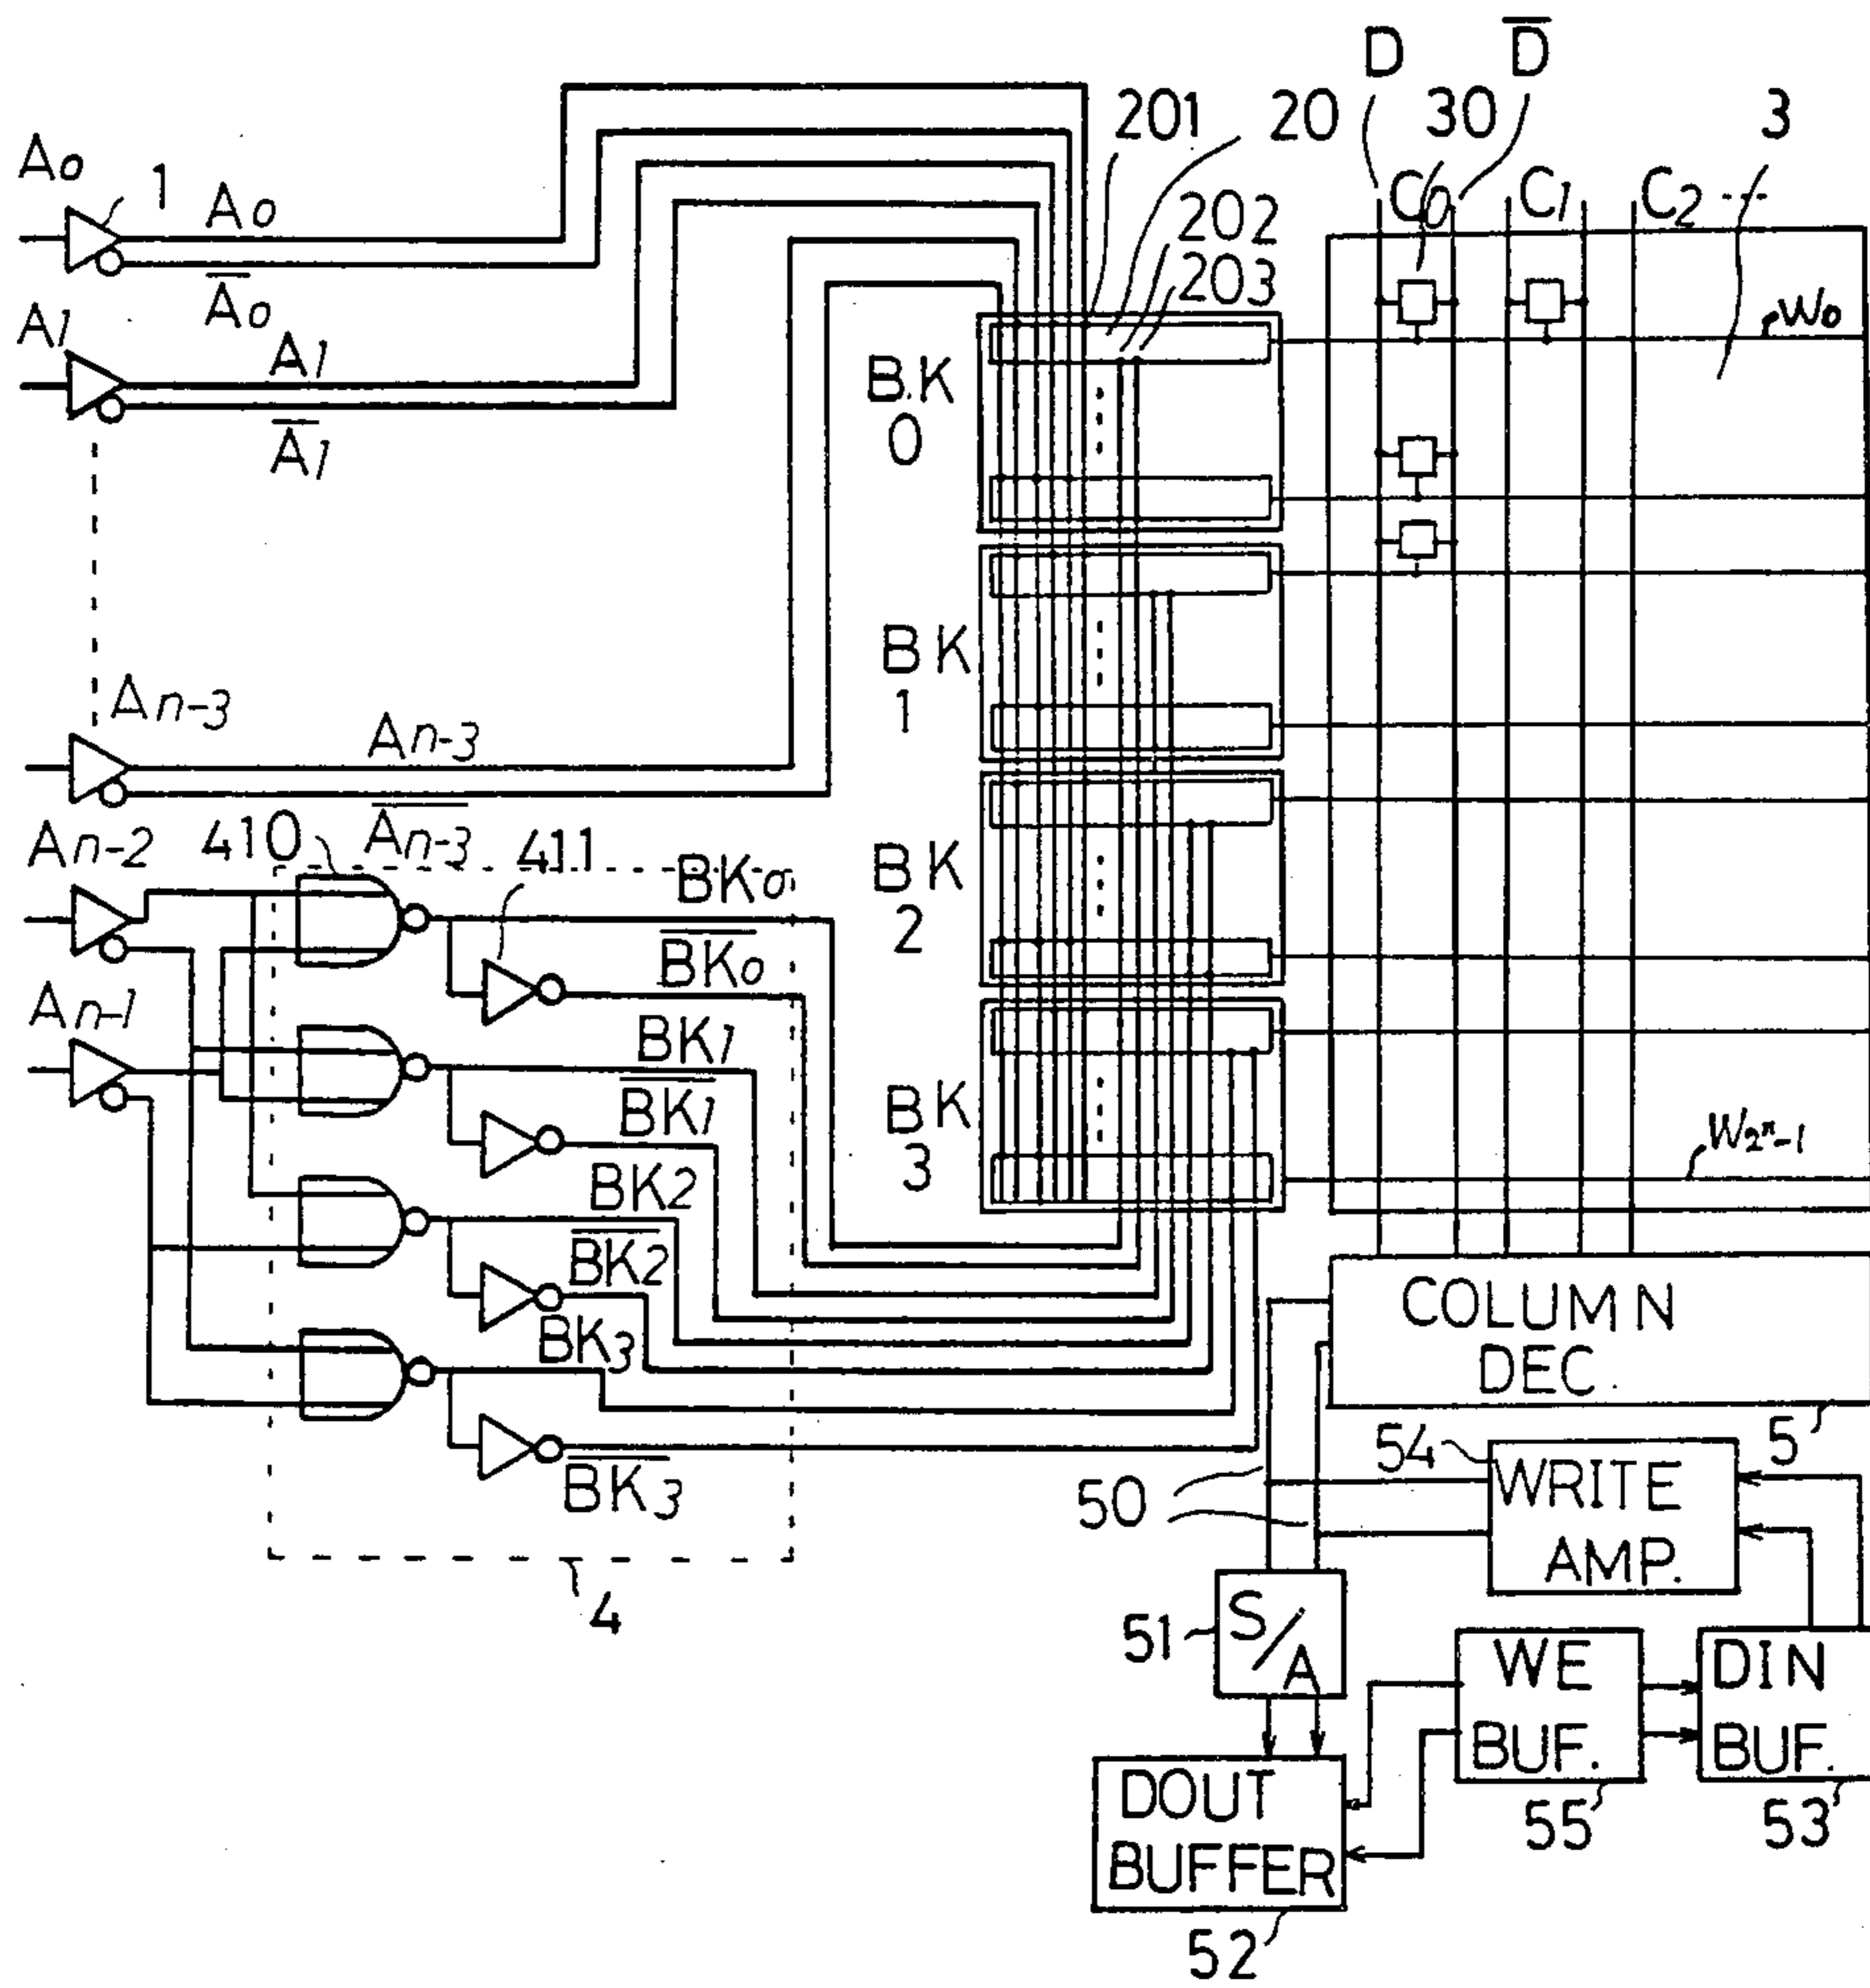 D D̅
201 20 30 3
A0 1 A0
A̅0̅
C0 C1 C2 ---
202
203
W0
A1 A1
A̅1̅
BK
0
BK
1
An-3 An-3
A̅n̅-̅3̅
An-2 410 411 BK0
B̅K̅0̅
BK
2
An-1
BK1
B̅K̅1̅
BK
3
W2ⁿ-1
BK2
B̅K̅2̅
BK3
B̅K̅3̅
COLUMN
DEC.
5
54
WRITE
AMP.
50
4
51
S/A
WE
BUF.
DIN
BUF.
55
53
DOUT
BUFFER
52